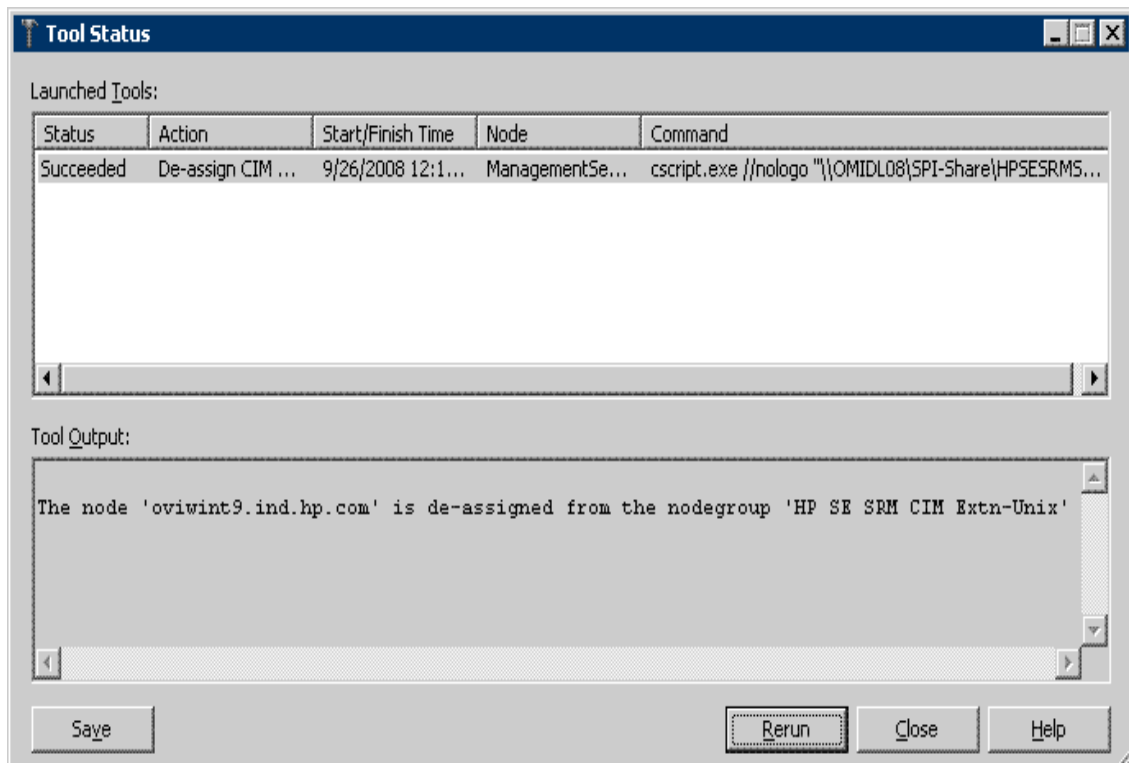 Tool Status
Launched Tools:
Status Action Start/Finish Time Node Command
Succeeded De-assign CIM ... 9/26/2008 12:1... ManagementSe... cscript.exe //nologo "\\OMIDL08\SPI-Share\HPSESRMS...
Tool Output:
The node 'oviwint9.ind.hp.com' is de-assigned from the nodegroup 'HP SE SRM CIM Extn-Unix'
Save Rerun Close Help